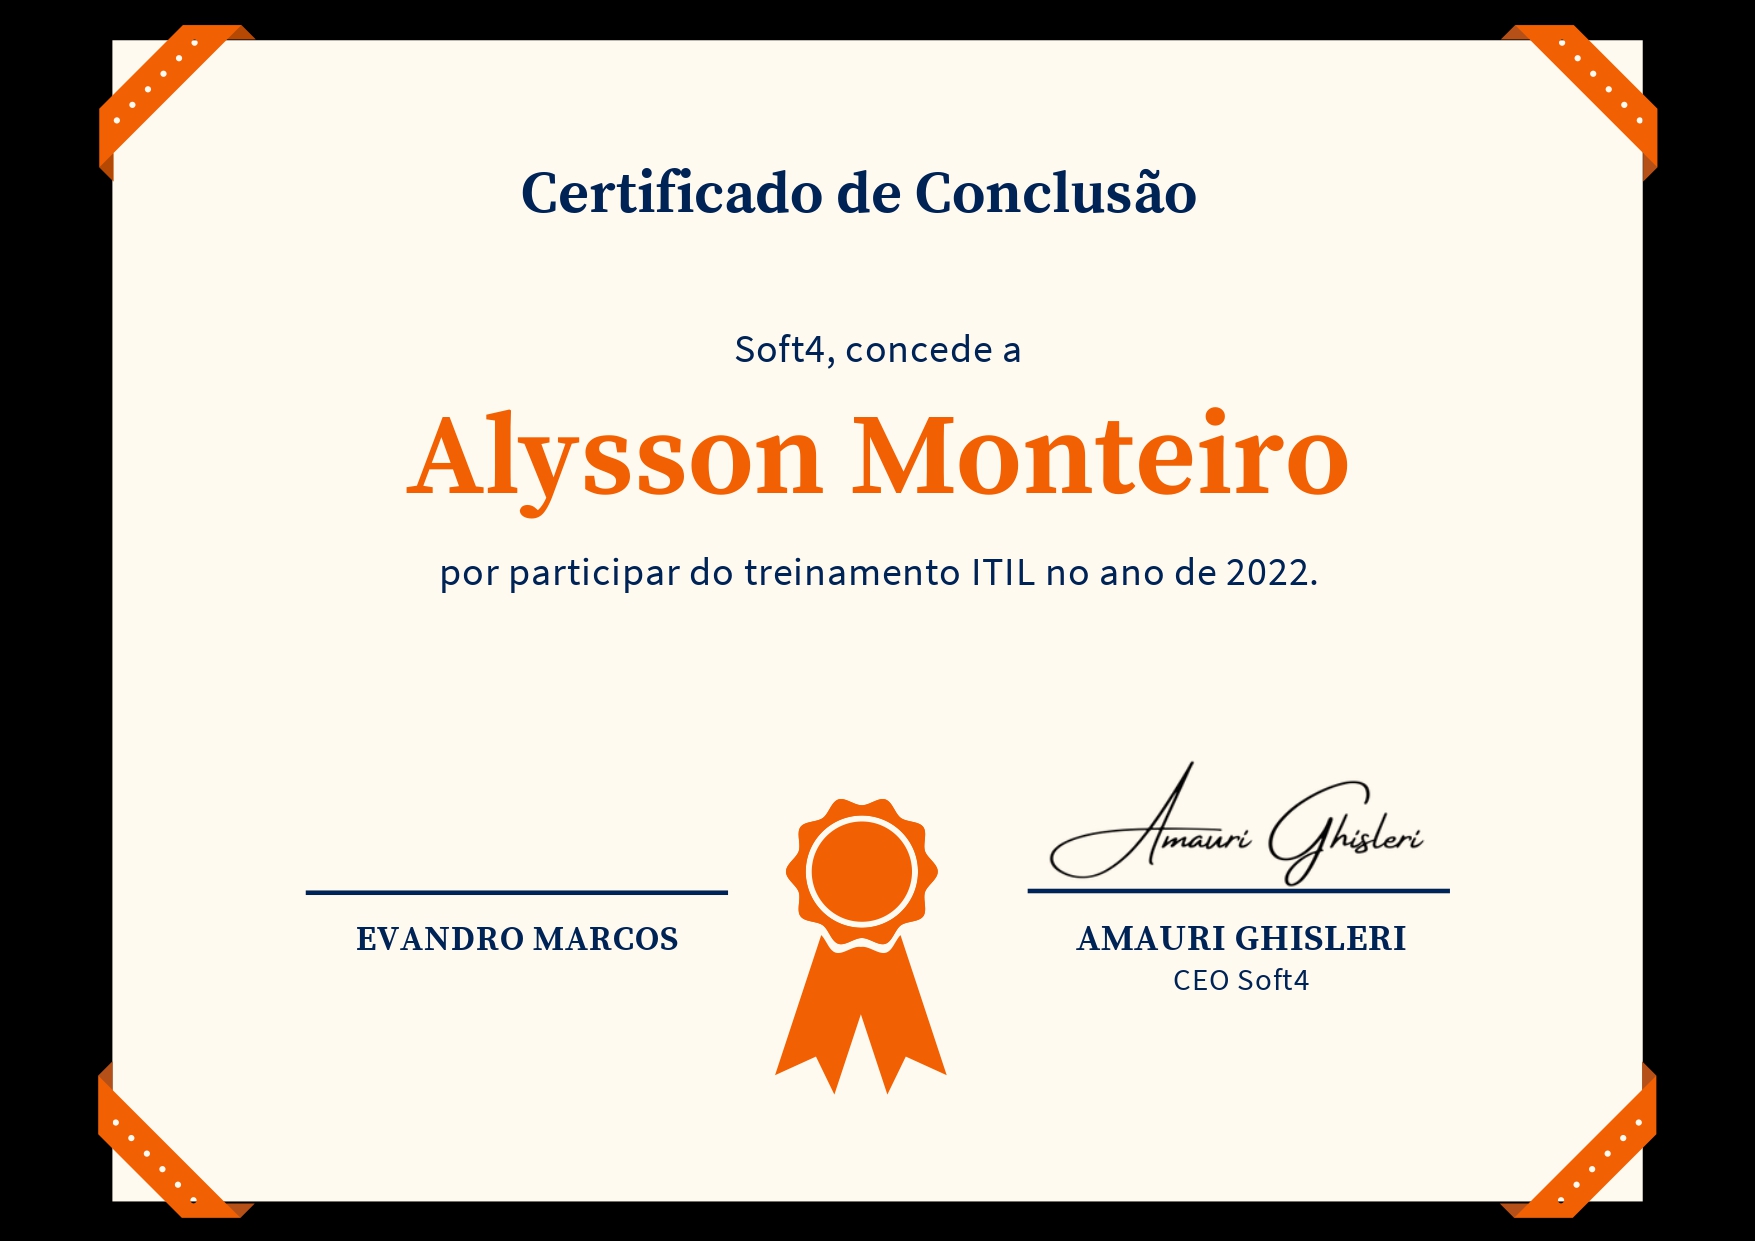 Certificado de Conclusão
Soft4, concede a
Alysson Monteiro
por participar do treinamento ITIL no ano de 2022.
Amauri Ghisleri
EVANDRO MARCOS
AMAURI GHISLERI
CEO Soft4